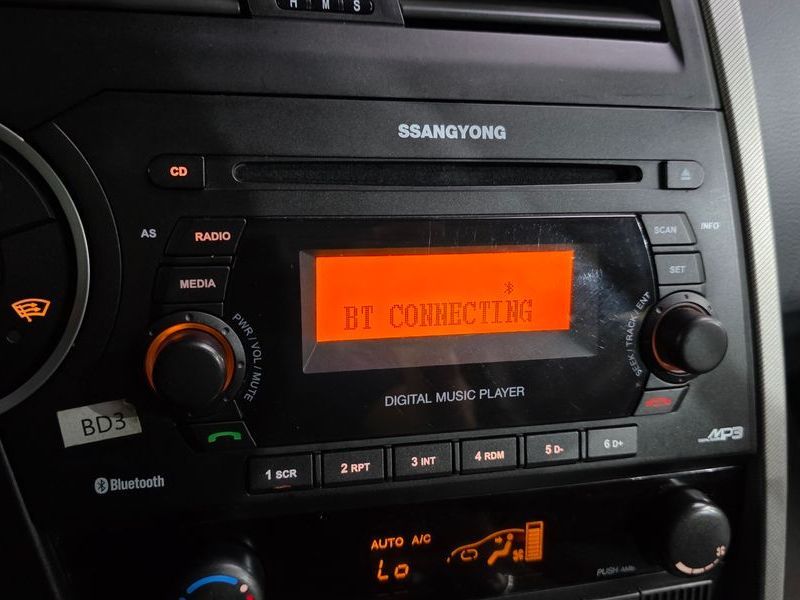 H M S
SSANGYONG
CD
AS
RADIO
SCAN
INFO
MEDIA
SET
BT CONNECTING
PWR / VOL / MUTE
SEEK / TRACK / ENT
DIGITAL MUSIC PLAYER
BD3
MP3
1 SCR
2 RPT
3 INT
4 RDM
5 D-
6 D+
Bluetooth
AUTO A/C
Lo
PUSH AMB